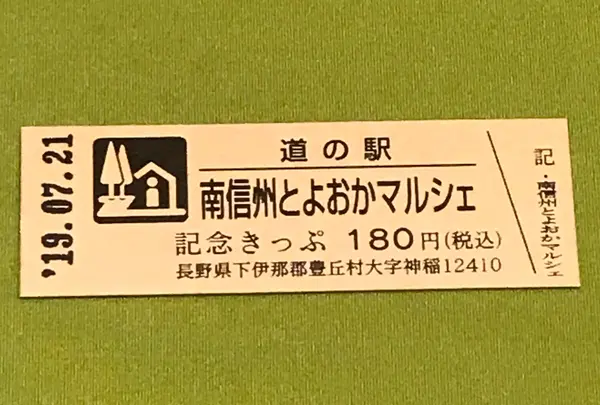 '19.07.21
道の駅
南信州とよおかマルシェ
記念きっぷ 180円(税込)
長野県下伊那郡豊丘村大字神稲12410
記・南信州とよおかマルシェ